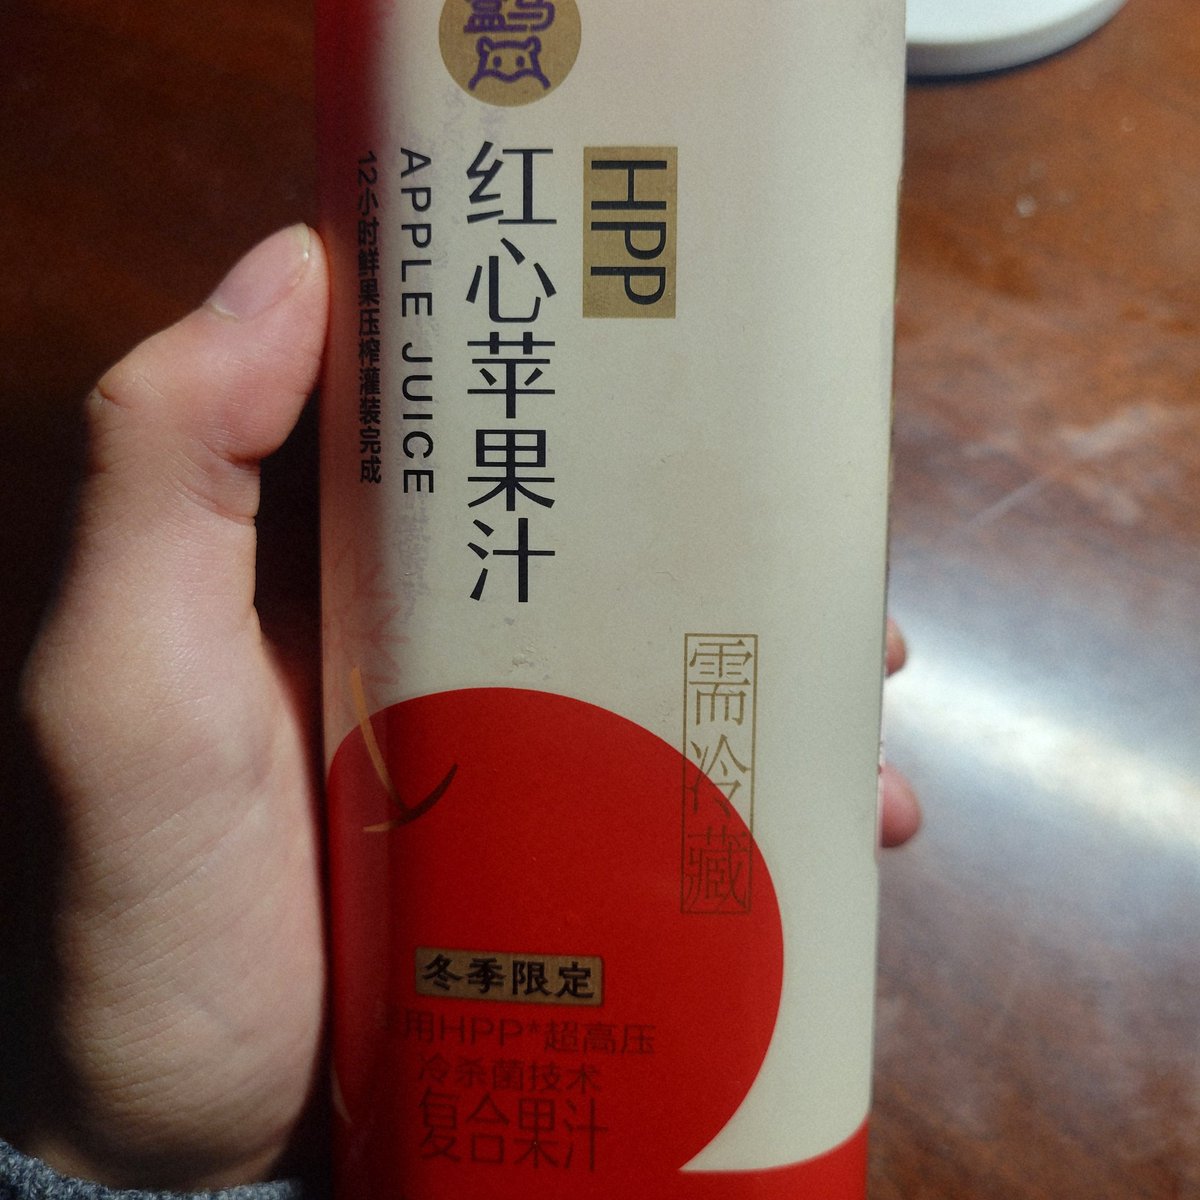 盒马
HPP
红心苹果汁
APPLE JUICE
12小时鲜果压榨灌装完成
需冷藏
冬季限定
用HPP*超高压
冷杀菌技术
复合果汁